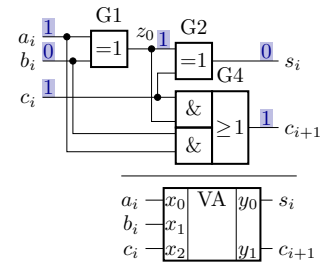 G1
a_i 1 z_0 1 G2
b_i 0 =1 =1 0 s_i
c_i 1 G4
& ≥1 1 c_{i+1}
&
a_i x_0 VA y_0 s_i
b_i x_1
c_i x_2 y_1 c_{i+1}